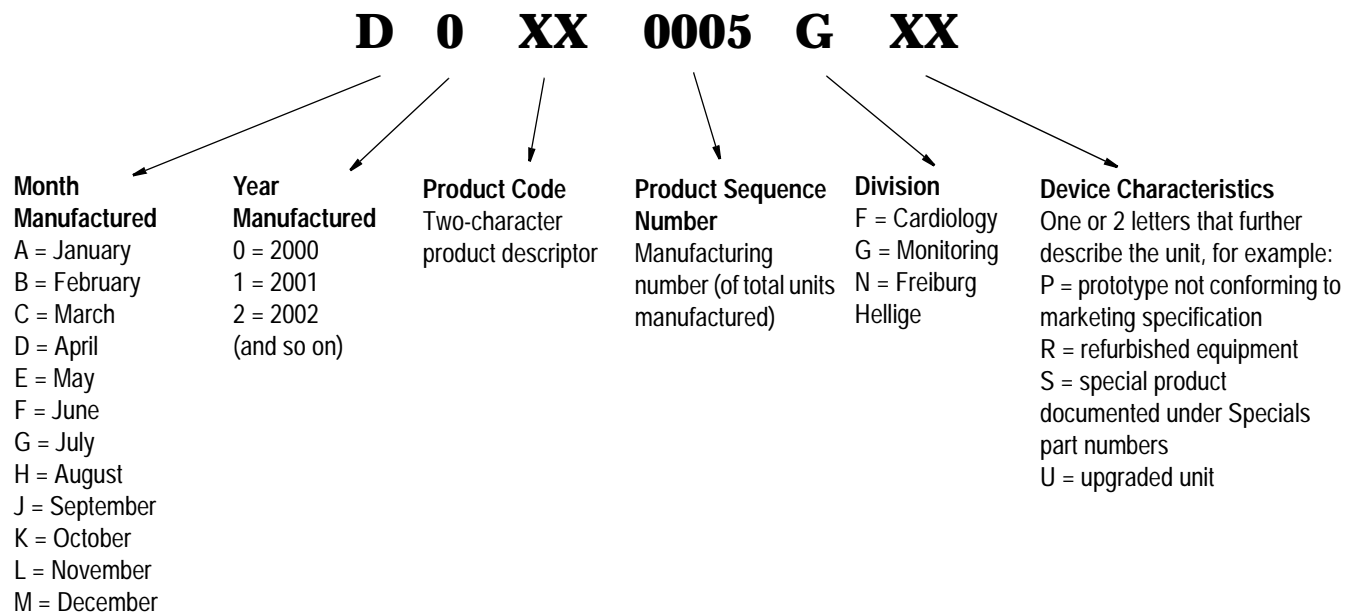 D 0 XX 0005 G XX
Month
Manufactured
A = January
B = February
C = March
D = April
E = May
F = June
G = July
H = August
J = September
K = October
L = November
M = December
Year
Manufactured
0 = 2000
1 = 2001
2 = 2002
(and so on)
Product Code
Two-character
product descriptor
Product Sequence
Number
Manufacturing
number (of total units
manufactured)
Division
F = Cardiology
G = Monitoring
N = Freiburg
Hellige
Device Characteristics
One or 2 letters that further
describe the unit, for example:
P = prototype not conforming to
marketing specification
R = refurbished equipment
S = special product
documented under Specials
part numbers
U = upgraded unit